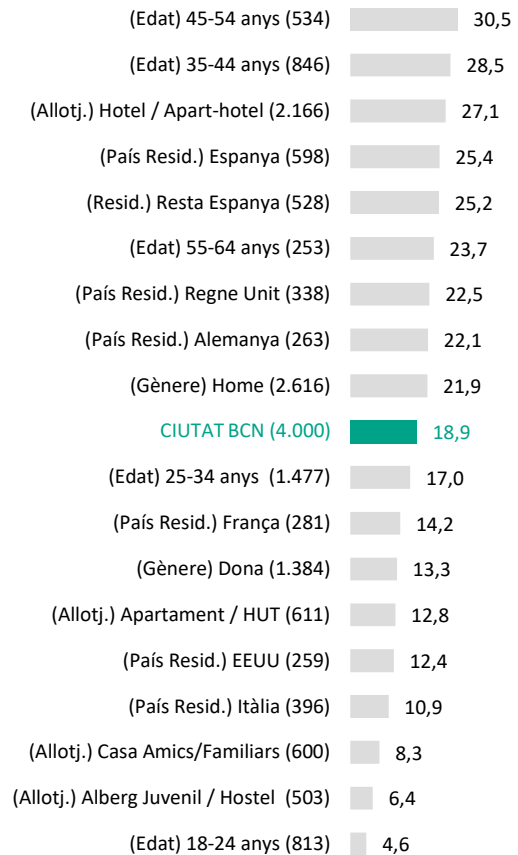 (Edat) 45-54 anys (534) 30,5
(Edat) 35-44 anys (846) 28,5
(Allotj.) Hotel / Apart-hotel (2.166) 27,1
(País Resid.) Espanya (598) 25,4
(Resid.) Resta Espanya (528) 25,2
(Edat) 55-64 anys (253) 23,7
(País Resid.) Regne Unit (338) 22,5
(País Resid.) Alemanya (263) 22,1
(Gènere) Home (2.616) 21,9
CIUTAT BCN (4.000) 18,9
(Edat) 25-34 anys (1.477) 17,0
(País Resid.) França (281) 14,2
(Gènere) Dona (1.384) 13,3
(Allotj.) Apartament / HUT (611) 12,8
(País Resid.) EEUU (259) 12,4
(País Resid.) Itàlia (396) 10,9
(Allotj.) Casa Amics/Familiars (600) 8,3
(Allotj.) Alberg Juvenil / Hostel (503) 6,4
(Edat) 18-24 anys (813) 4,6